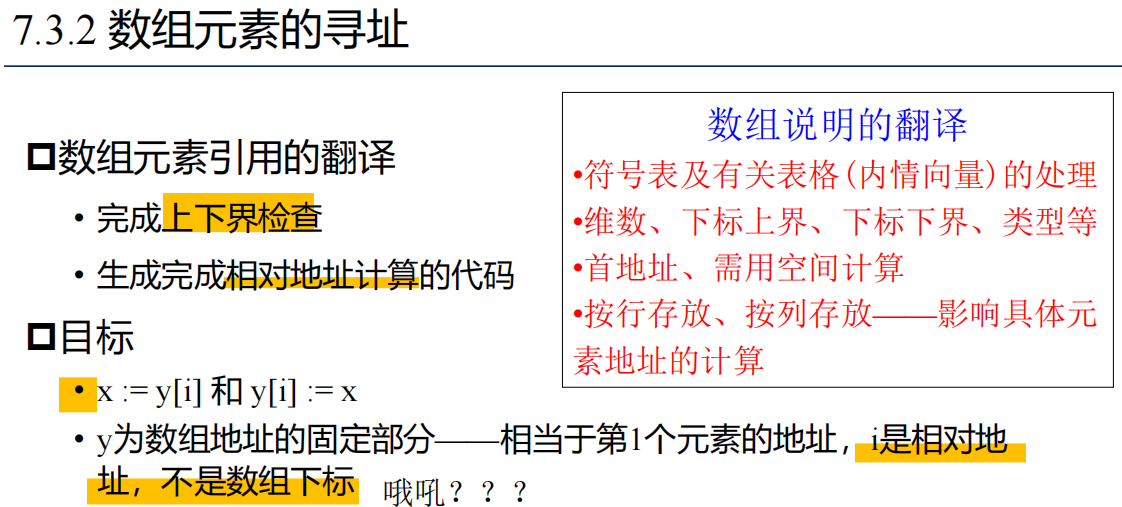 7.3.2 数组元素的寻址
数组元素引用的翻译
• 完成上下界检查
• 生成完成相对地址计算的代码
目标
• x := y[i] 和 y[i] := x
• y为数组地址的固定部分——相当于第1个元素的地址，i是相对地
址，不是数组下标
哦吼？？？
数组说明的翻译
•符号表及有关表格(内情向量)的处理
•维数、下标上界、下标下界、类型等
•首地址、需用空间计算
•按行存放、按列存放——影响具体元
素地址的计算